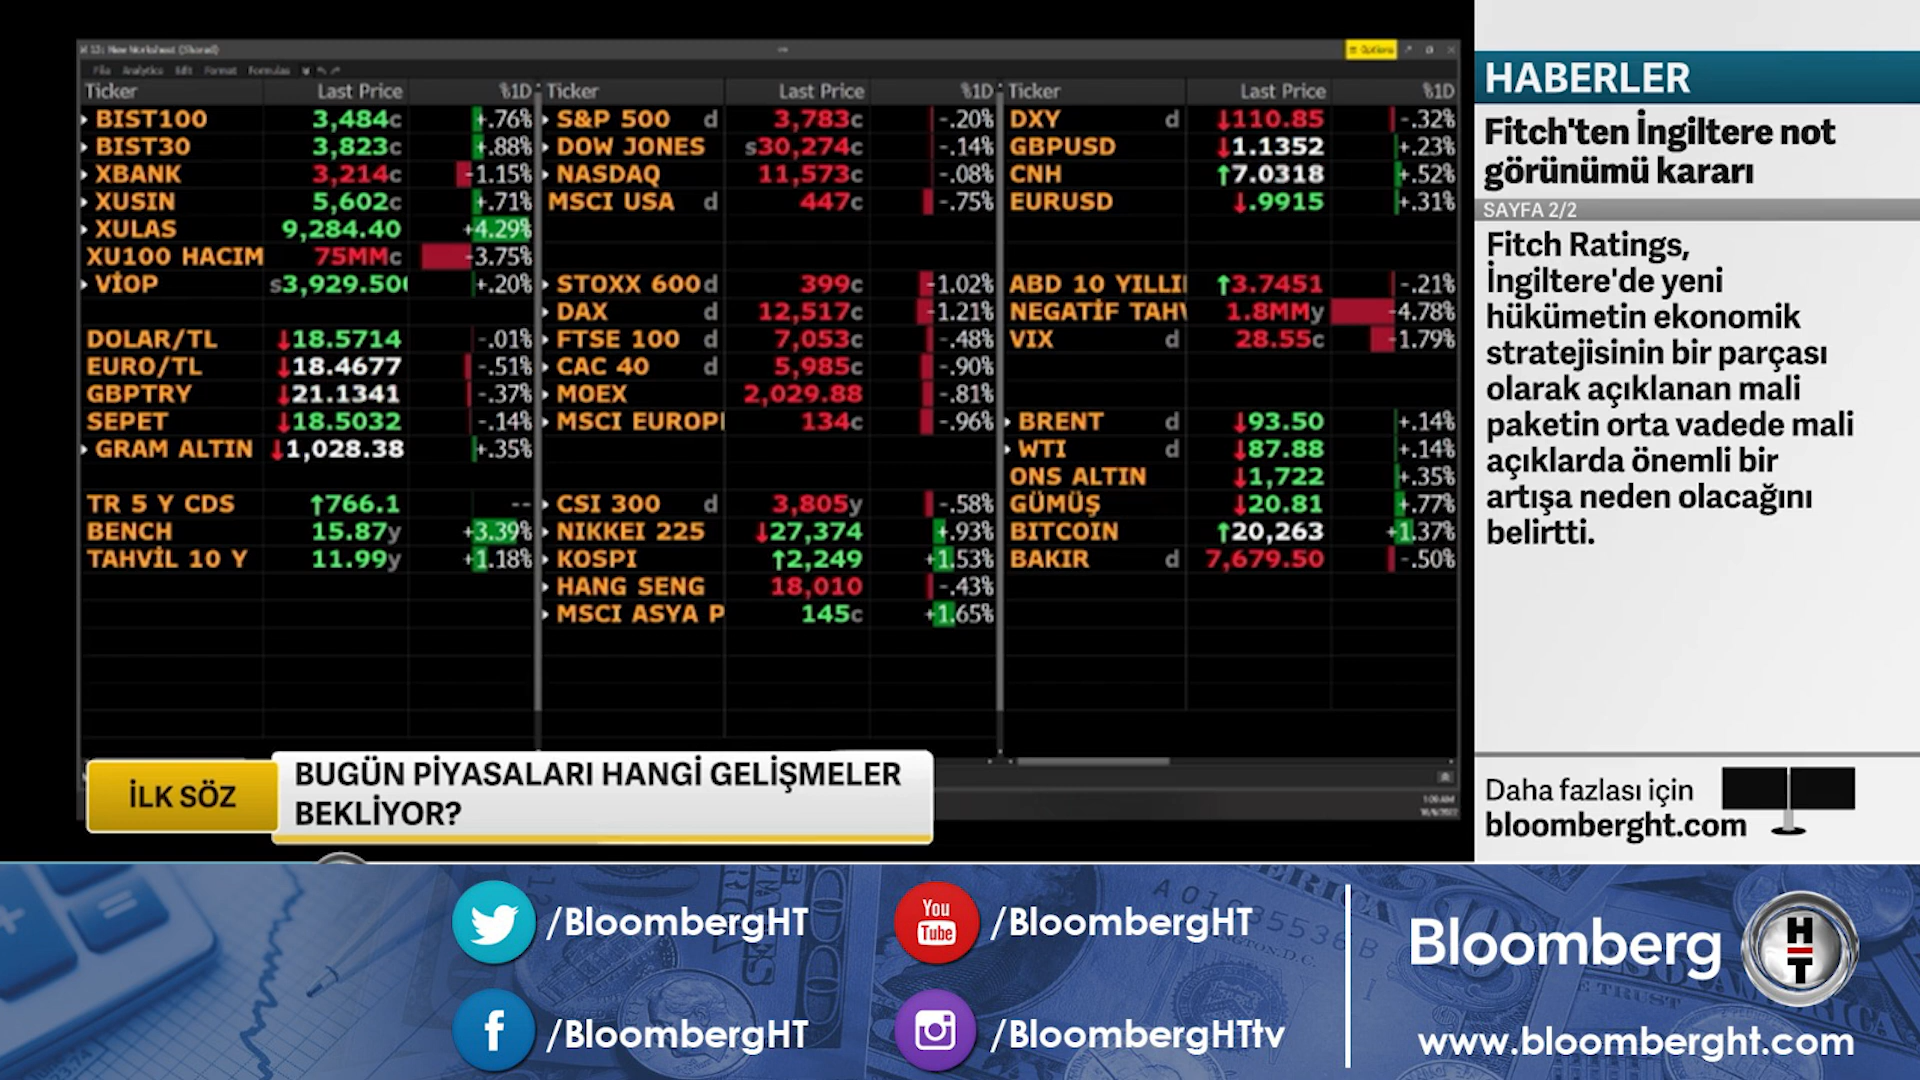 13: New Worksheet (Shared)
Options
File Analytics Edit Format Formulas
Ticker Last Price %1D
BIST100 3,484c +.76%
BIST30 3,823c +.88%
XBANK 3,214c -1.15%
XUSIN 5,602c +.71%
XULAS 9,284.40 +4.29%
XU100 HACIM 75MMc -3.75%
VİOP s3,929.50 +.20%
DOLAR/TL ↓18.5714 -.01%
EURO/TL ↓18.4677 -.51%
GBPTRY ↓21.1341 -.37%
SEPET ↓18.5032 -.14%
GRAM ALTIN ↓1,028.38 +.35%
TR 5 Y CDS ↑766.1 --
BENCH 15.87y +3.39%
TAHVİL 10 Y 11.99y +1.18%
Ticker Last Price %1D
S&P 500 d 3,783c -.20%
DOW JONES s30,274c -.14%
NASDAQ 11,573c -.08%
MSCI USA d 447c -.75%
STOXX 600 d 399c -1.02%
DAX d 12,517c -1.21%
FTSE 100 d 7,053c -.48%
CAC 40 d 5,985c -.90%
MOEX 2,029.88 -.81%
MSCI EUROP 134c -.96%
CSI 300 d 3,805y -.58%
NIKKEI 225 ↓27,374 +.93%
KOSPI ↑2,249 +1.53%
HANG SENG 18,010 -.43%
MSCI ASYA P 145c +1.65%
Ticker Last Price %1D
DXY d ↓110.85 -.32%
GBPUSD ↓1.1352 +.23%
CNH ↑7.0318 +.52%
EURUSD ↓.9915 +.31%
ABD 10 YILLI ↑3.7451 -.21%
NEGATİF TAHV 1.8MMy -4.78%
VIX d 28.55c -1.79%
BRENT d ↓93.50 +.14%
WTI d ↓87.88 +.14%
ONS ALTIN ↓1,722 +.35%
GÜMÜŞ ↓20.81 +.77%
BITCOIN ↑20,263 +1.37%
BAKIR d 7,679.50 -.50%
İLK SÖZ
BUGÜN PİYASALARI HANGİ GELİŞMELER
BEKLİYOR?
HABERLER
Fitch'ten İngiltere not
görünümü kararı
SAYFA 2/2
Fitch Ratings,
İngiltere'de yeni
hükümetin ekonomik
stratejisinin bir parçası
olarak açıklanan mali
paketin orta vadede mali
açıklarda önemli bir
artışa neden olacağını
belirtti.
Daha fazlası için
bloomberght.com
/BloombergHT
You
Tube
/BloombergHT
f
/BloombergHT
/BloombergHTtv
Bloomberg HT
www.bloomberght.com